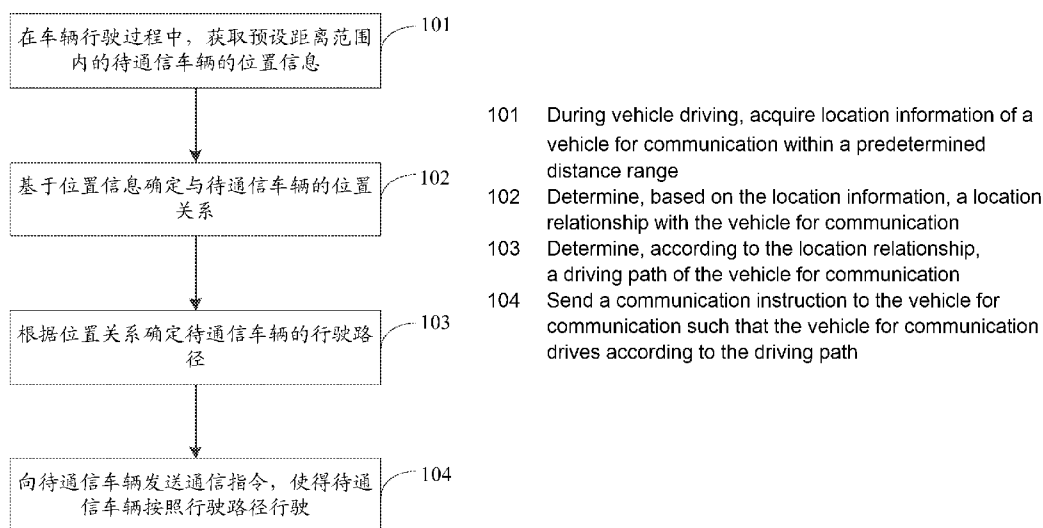 在车辆行驶过程中，获取预设距离范围
内的待通信车辆的位置信息
101
基于位置信息确定与待通信车辆的位置
关系
102
根据位置关系确定待通信车辆的行驶路
径
103
向待通信车辆发送通信指令，使得待通
信车辆按照行驶路径行驶
104
101 During vehicle driving, acquire location information of a
vehicle for communication within a predetermined
distance range
102 Determine, based on the location information, a location
relationship with the vehicle for communication
103 Determine, according to the location relationship,
a driving path of the vehicle for communication
104 Send a communication instruction to the vehicle for
communication such that the vehicle for communication
drives according to the driving path